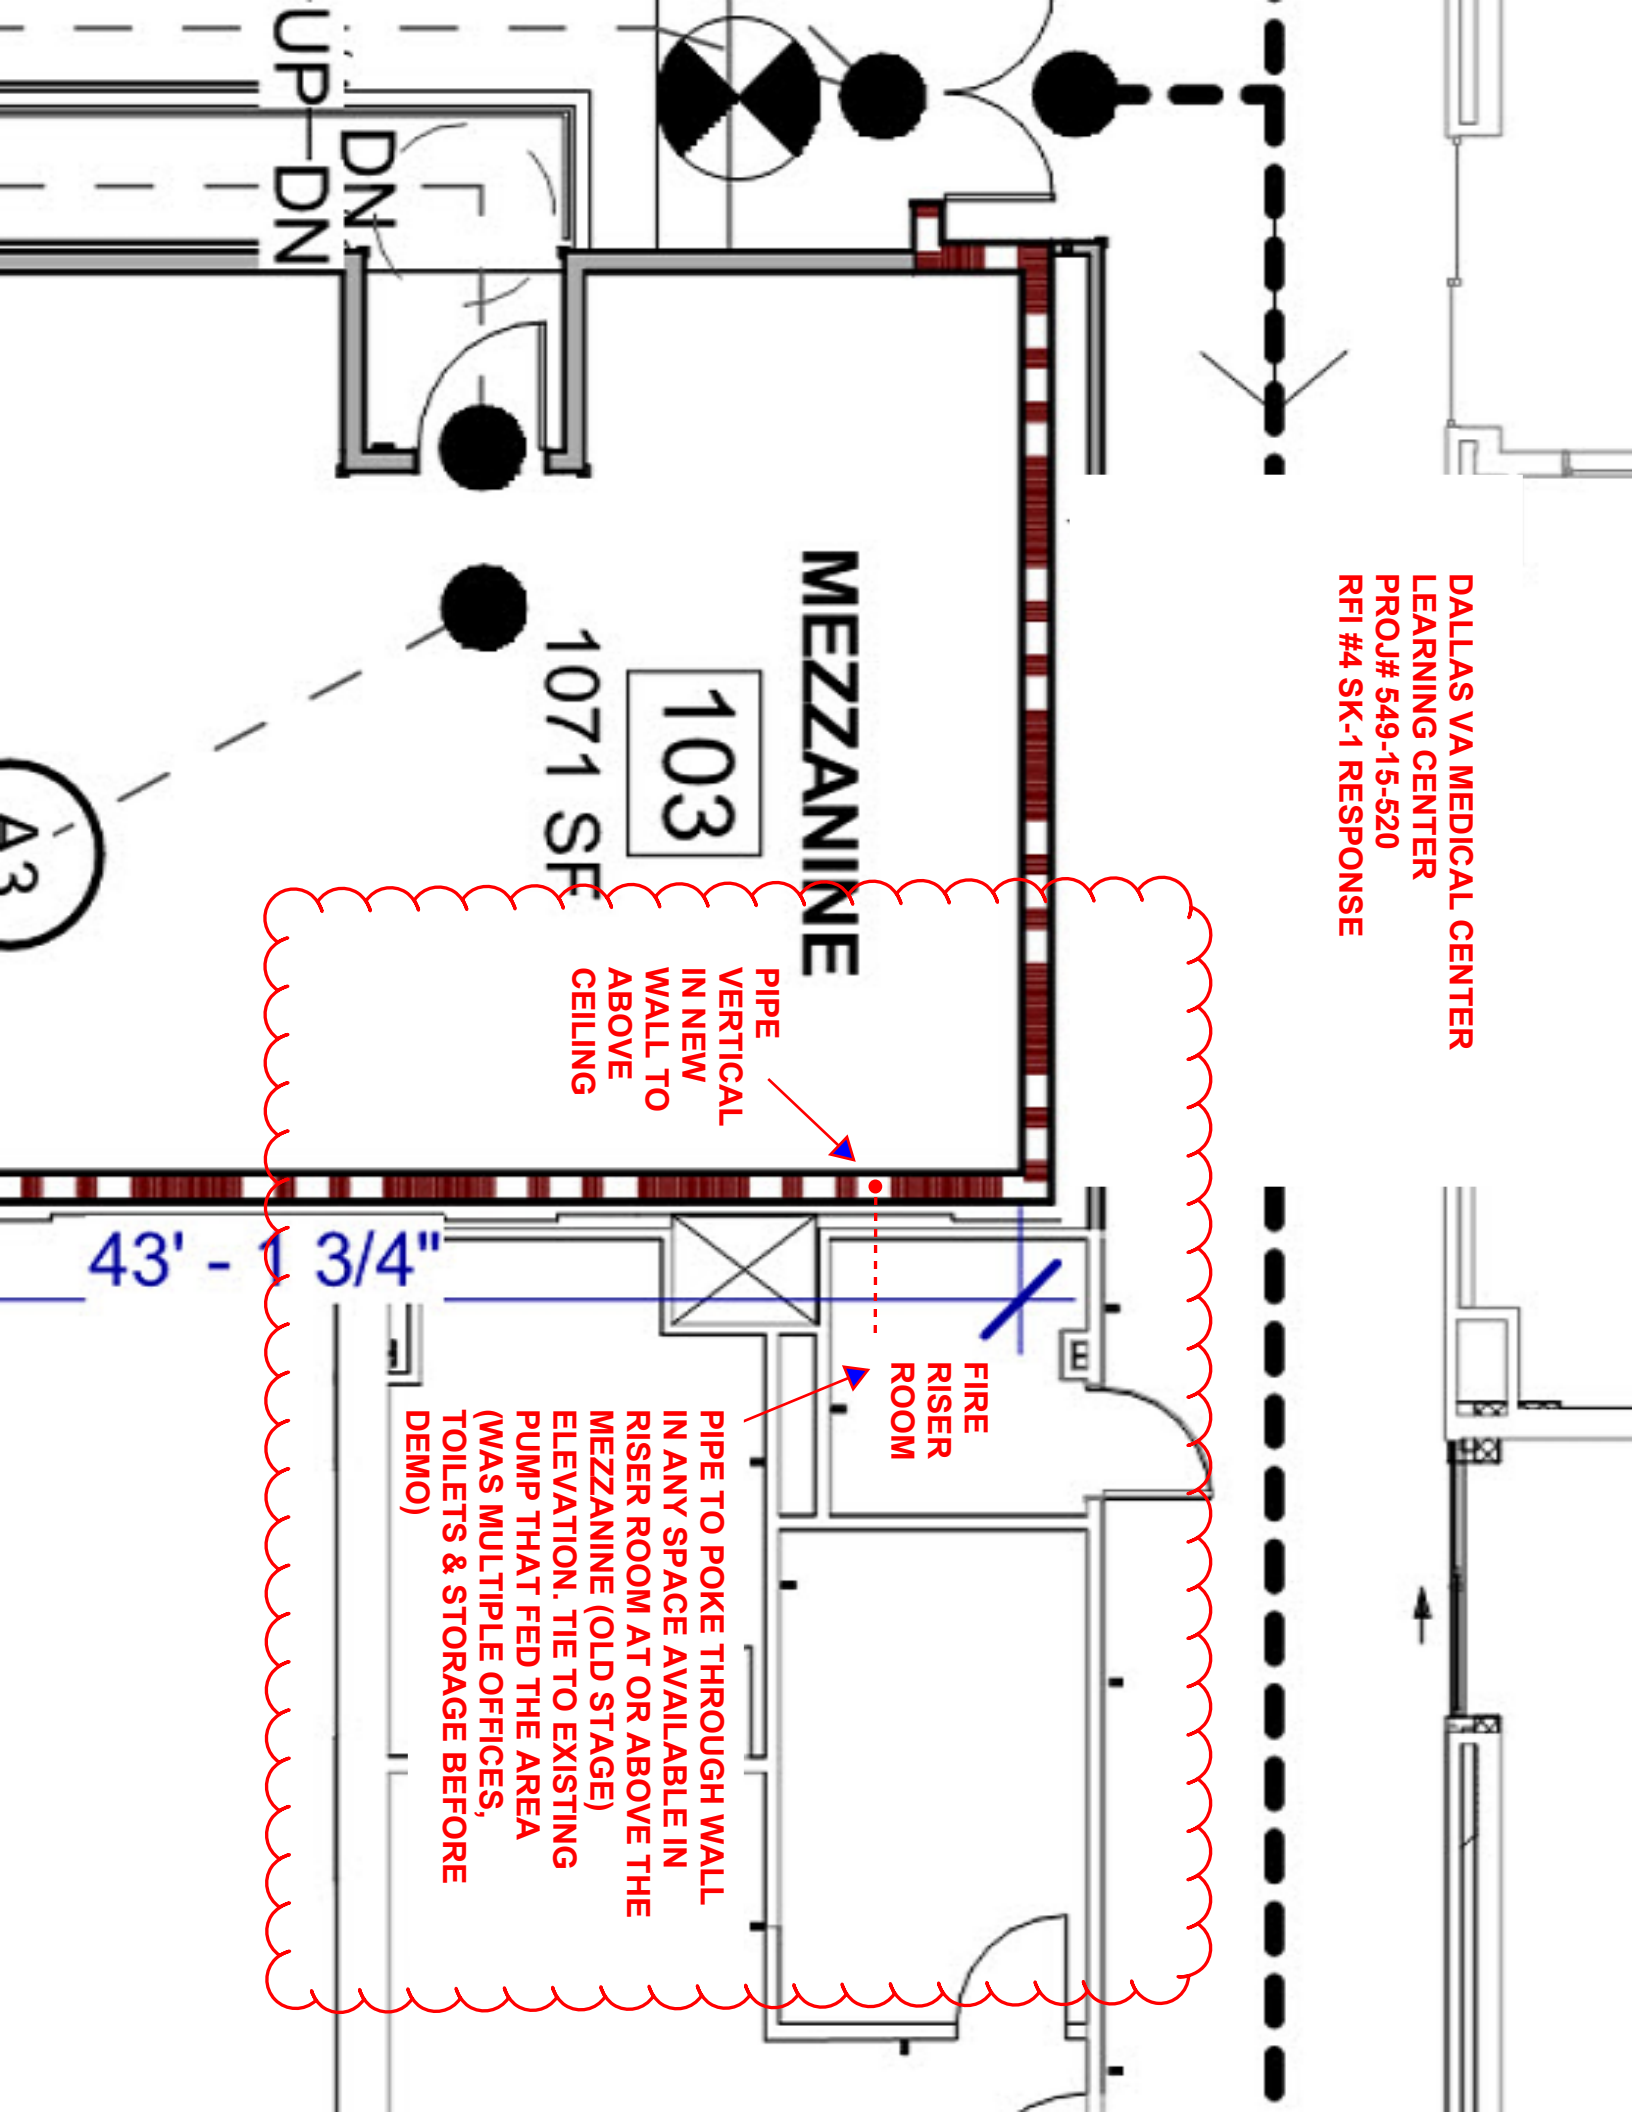 DALLAS VA MEDICAL CENTER
LEARNING CENTER
PROJ# 549-15-520
RFI #4 SK-1 RESPONSE
UP
DN
DN
MEZZANINE
103
1071 SF
A3
PIPE
VERTICAL
IN NEW
WALL TO
ABOVE
CEILING
43' - 1 3/4"
FIRE
RISER
ROOM
PIPE TO POKE THROUGH WALL
IN ANY SPACE AVAILABLE IN
RISER ROOM AT OR ABOVE THE
MEZZANINE (OLD STAGE)
ELEVATION. TIE TO EXISTING
PUMP THAT FED THE AREA
(WAS MULTIPLE OFFICES,
TOILETS & STORAGE BEFORE
DEMO)